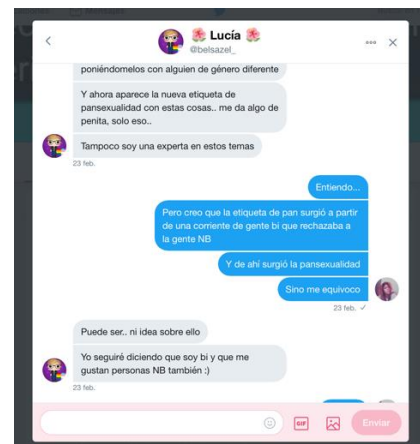 Lucía
@belsazel_
poniéndomelos con alguien de género diferente
Y ahora aparece la nueva etiqueta de
pansexualidad con estas cosas.. me da algo de
penita, solo eso..
Tampoco soy una experta en estos temas
23 feb.
Entiendo...
Pero creo que la etiqueta de pan surgió a partir
de una corriente de gente bi que rechazaba a
la gente NB
Y de ahí surgió la pansexualidad
Sino me equivoco
23 feb. ✓
Puede ser.. ni idea sobre ello
Yo seguiré diciendo que soy bi y que me
gustan personas NB también :)
23 feb.
GIF
Enviar